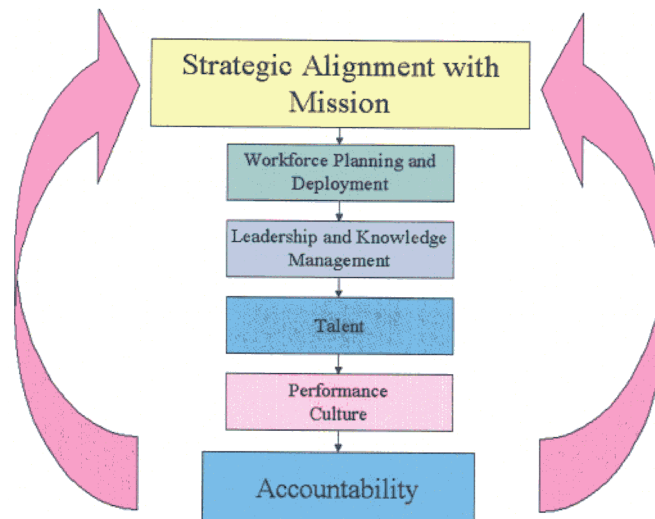 Strategic Alignment with
Mission
Workforce Planning and
Deployment
Leadership and Knowledge
Management
Talent
Performance
Culture
Accountability